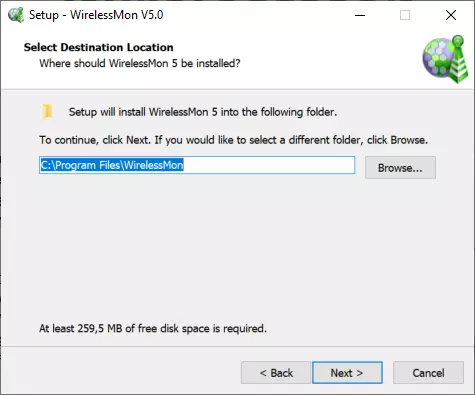 Setup - WirelessMon V5.0
Select Destination Location
Where should WirelessMon 5 be installed?
Setup will install WirelessMon 5 into the following folder.
To continue, click Next. If you would like to select a different folder, click Browse.
C:\Program Files\WirelessMon
Browse...
At least 259,5 MB of free disk space is required.
< Back
Next >
Cancel